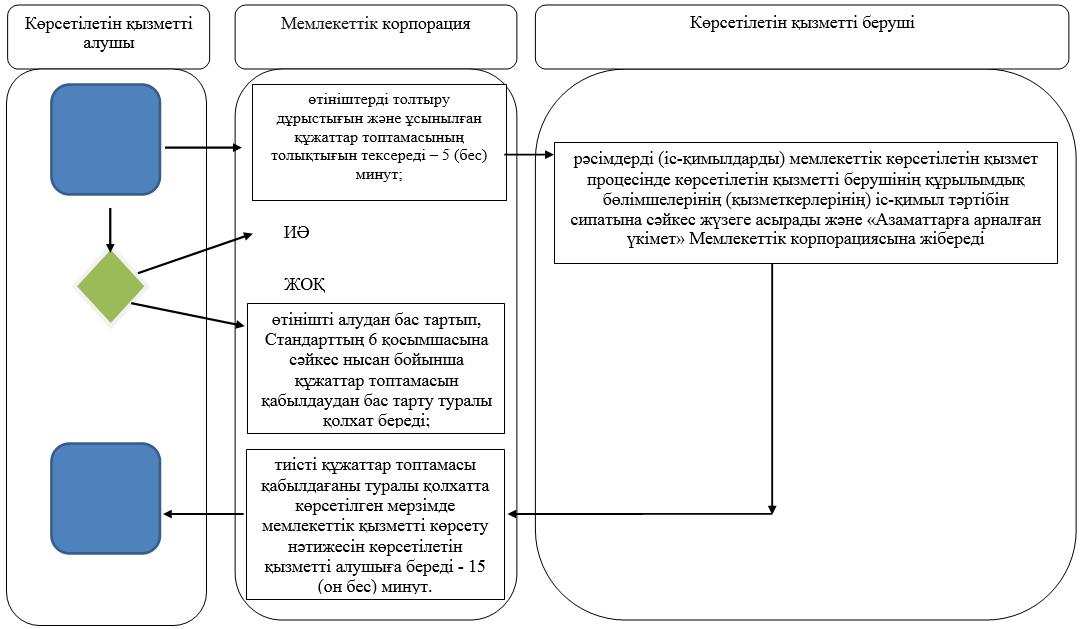 Көрсетілетін қызметті
алушы
Мемлекеттік корпорация
Көрсетілетін қызметті беруші
өтініштерді толтыру
дұрыстығын және ұсынылған
құжаттар топтамасының
толықтығын тексереді – 5 (бес)
минут;
рәсімдерді (іс-қимылдарды) мемлекеттік көрсетілетін қызмет
процесінде көрсетілетін қызметті берушінің құрылымдық
бөлімшелерінің (қызметкерлерінің) іс-қимыл тәртібін
сипатына сәйкес жүзеге асырады және «Азаматтарға арналған
үкімет» Мемлекеттік корпорациясына жібереді
ИӘ
ЖОҚ
өтінішті алудан бас тартып,
Стандарттың 6 қосымшасына
сәйкес нысан бойынша
құжаттар топтамасын
қабылдаудан бас тарту туралы
қолхат береді;
тиісті құжаттар топтамасы
қабылдағаны туралы қолхатта
көрсетілген мерзімде
мемлекеттік қызметті көрсету
нәтижесін көрсетілетін
қызметті алушыға береді - 15
(он бес) минут.